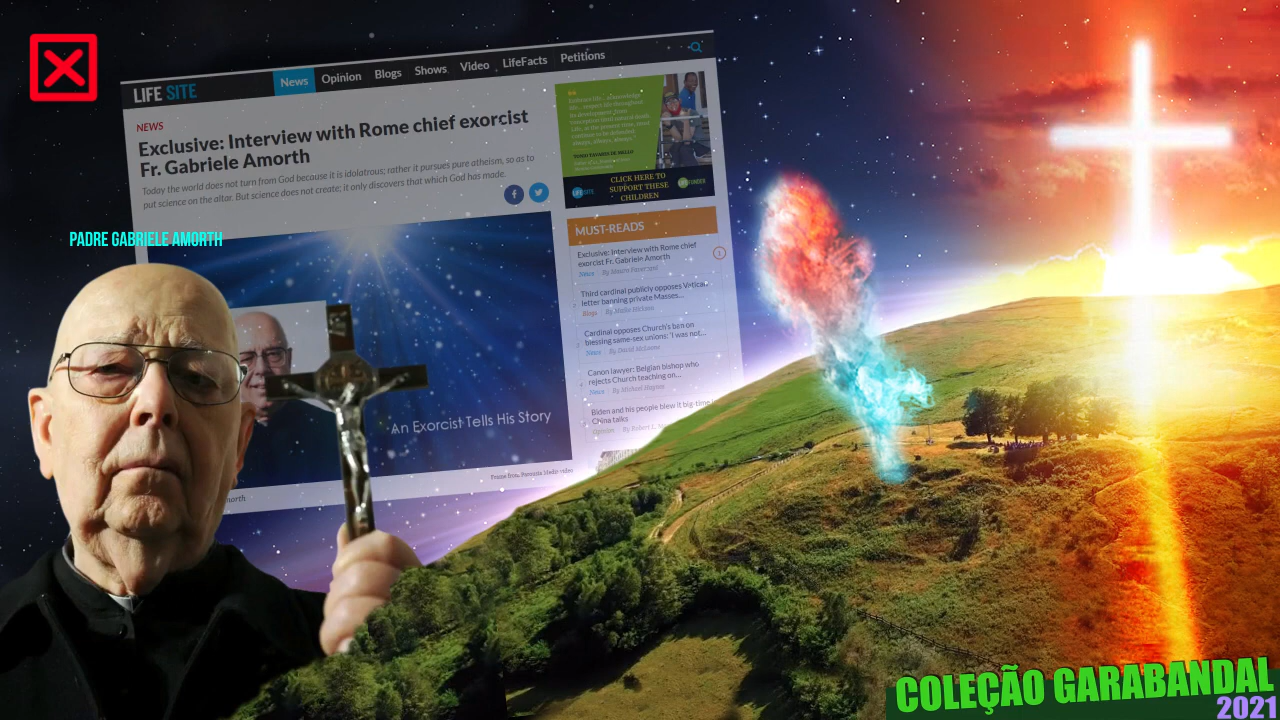 LIFE SITE
News Opinion Blogs Shows Video LifeFacts Petitions
NEWS
Exclusive: Interview with Rome chief exorcist
Fr. Gabriele Amorth
Today the world does not turn from God because it is idolatrous; rather it pursues pure atheism, so as to
put science on the altar. But science does not create; it only discovers that which God has made.
CLICK HERE TO
SUPPORT THESE
CHILDREN
MUST-READS
Exclusive: Interview with Rome chief
exorcist Fr. Gabriele Amorth
News
1
Third cardinal publicly opposes Vatican
letter banning private Masses...
Blogs
Cardinal opposes Church's ban on
blessing same-sex unions: 'I was not...
News
Canon lawyer: Belgian bishop who
rejects Church teaching on...
News
Biden and his people blew it big-time in
China talks
PADRE GABRIELE AMORTH
An Exorcist Tells His Story
COLEÇÃO GARABANDAL
2021